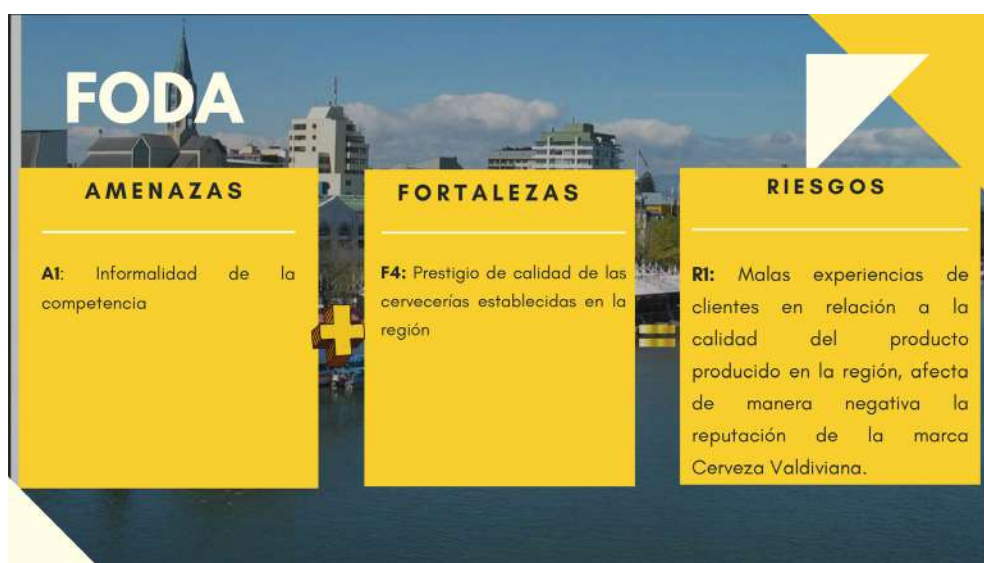 FODA
AMENAZAS
A1: Informalidad de la
competencia
FORTALEZAS
F4: Prestigio de calidad de las
cervecerías establecidas en la
región
RIESGOS
R1: Malas experiencias de
clientes en relación a la
calidad del producto
producido en la región, afecta
de manera negativa la
reputación de la marca
Cerveza Valdiviana.